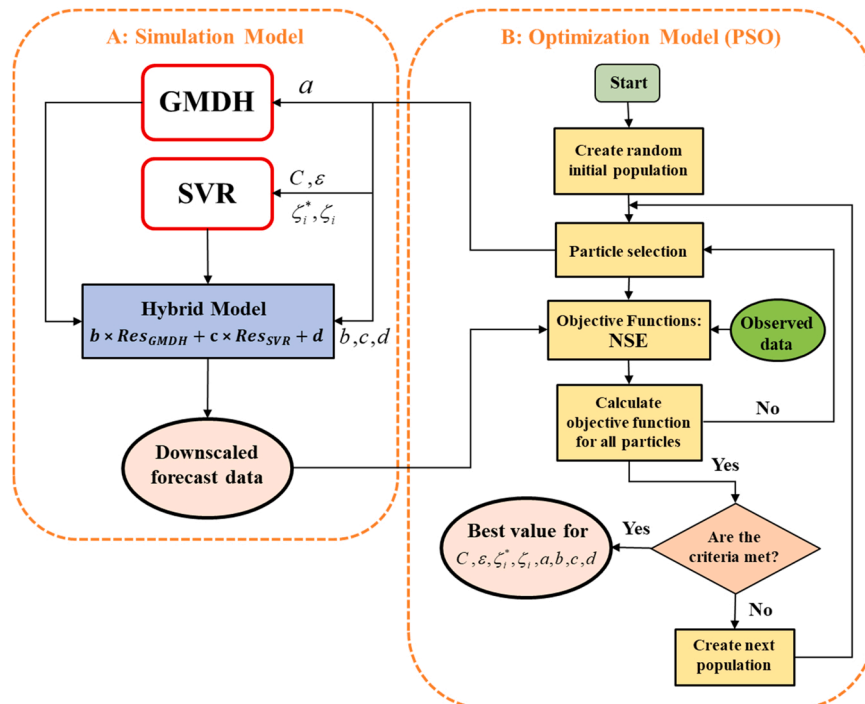 A: Simulation Model
GMDH
a
SVR
C, ε
ζᵢ*, ζᵢ
Hybrid Model
b × Res_GMDH + c × Res_SVR + d
b,c,d
Downscaled
forecast data
B: Optimization Model (PSO)
Start
Create random
initial population
Particle selection
Objective Functions:
NSE
Observed
data
Calculate
objective function
for all particles
No
Yes
Are the
criteria met?
Yes
Best value for
C, ε, ζᵢ*, ζᵢ, a, b, c, d
No
Create next
population